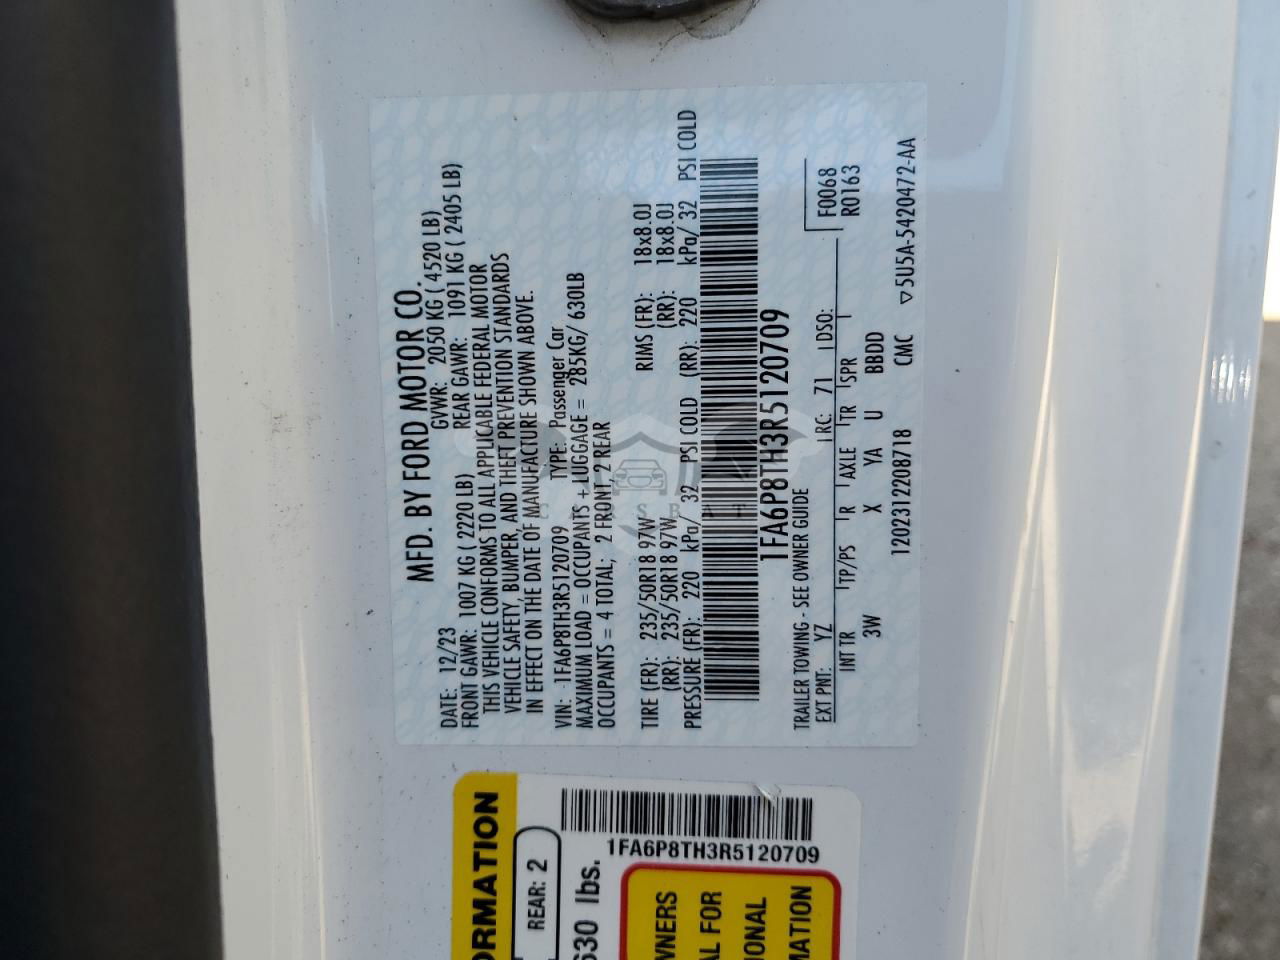 MFD. BY FORD MOTOR CO.
DATE: 12/23 GVWR: 2050 KG ( 4520 LB)
FRONT GAWR: 1007 KG ( 2220 LB) REAR GAWR: 1091 KG ( 2405 LB)
THIS VEHICLE CONFORMS TO ALL APPLICABLE FEDERAL MOTOR
VEHICLE SAFETY, BUMPER, AND THEFT PREVENTION STANDARDS
IN EFFECT ON THE DATE OF MANUFACTURE SHOWN ABOVE.
VIN: 1FA6P8TH3R5120709 TYPE: Passenger Car
MAXIMUM LOAD = OCCUPANTS + LUGGAGE = 285KG/ 630LB
OCCUPANTS = 4 TOTAL; 2 FRONT, 2 REAR
TIRE (FR): 235/50R18 97W RIMS (FR): 18x8.0J
(RR): 235/50R18 97W (RR): 18x8.0J
PRESSURE (FR): 220 kPa/ 32 PSI COLD (RR): 220 kPa/ 32 PSI COLD
1FA6P8TH3R5120709
TRAILER TOWING - SEE OWNER GUIDE
EXT PNT: YZ RC: 71 DSO: F0068
R0163
INT TR TP/PS R AXLE TR SPR
3W X YA U BBDD
1202312208718 CMC ▽5U5A-5420472-AA
ORMATION
REAR: 2
630 lbs.
1FA6P8TH3R5120709
WNERS
AL FOR
IONAL
MATION